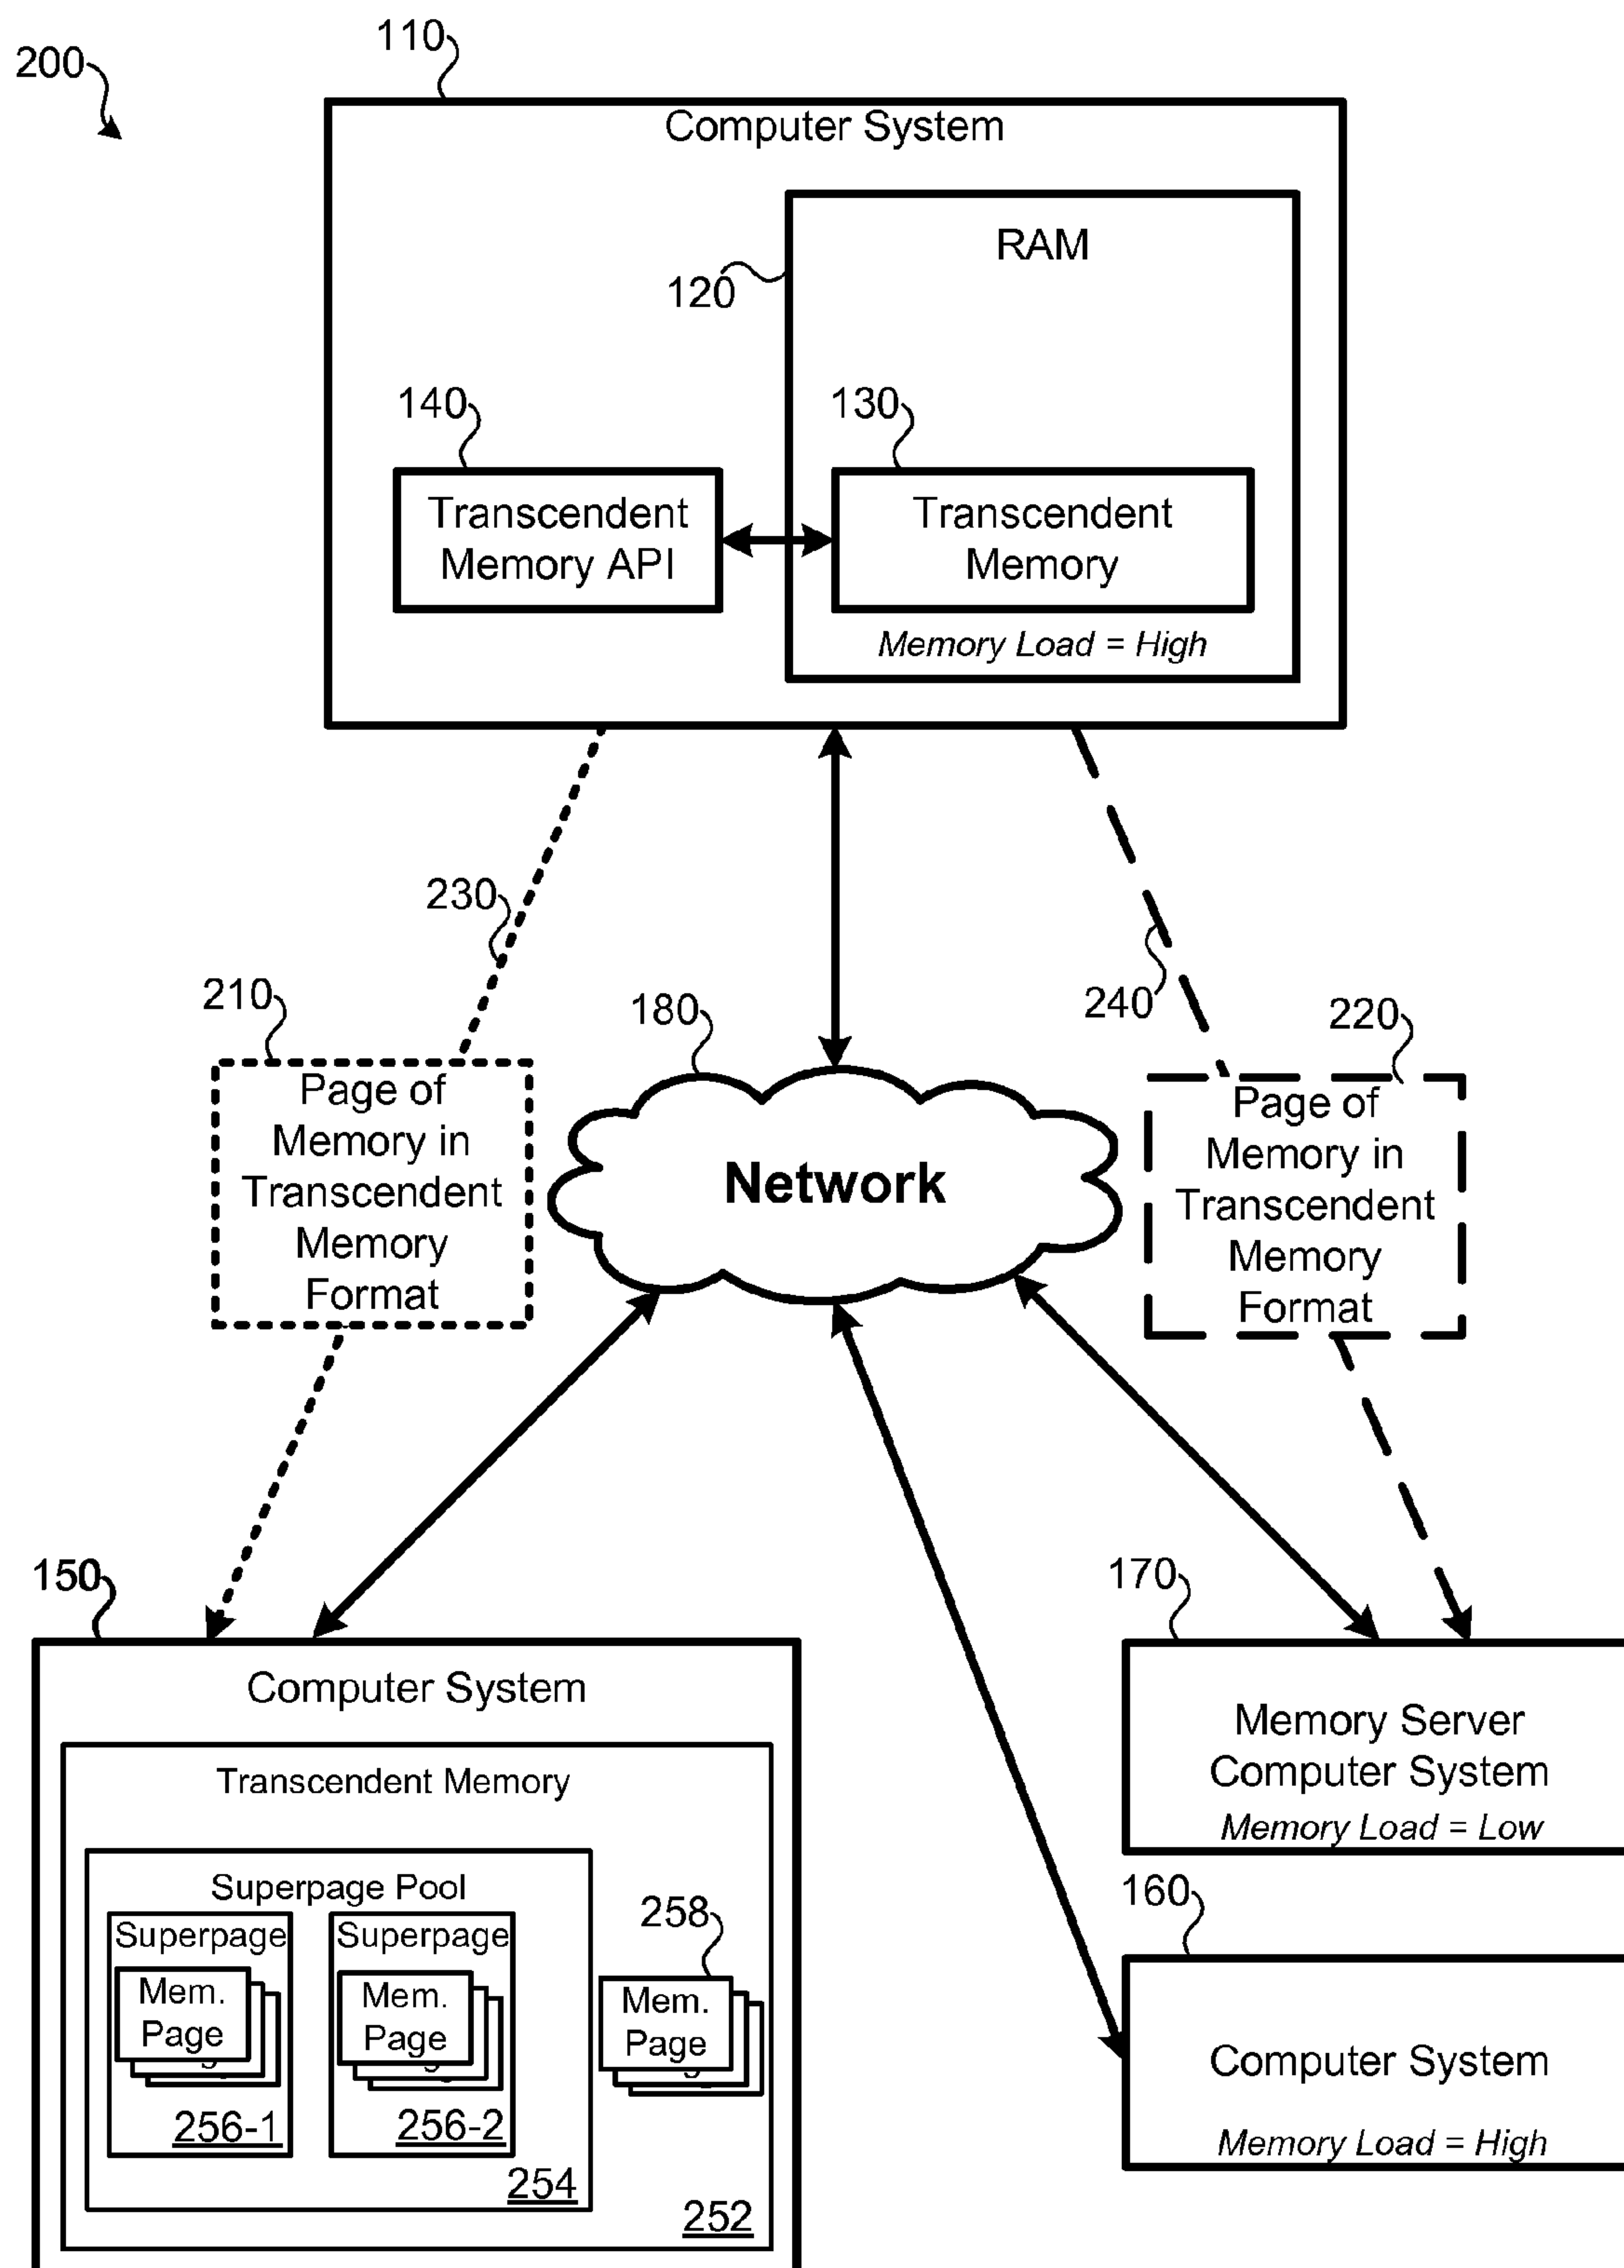 200
110
Computer System
RAM
120
140
130
Transcendent
Memory API
Transcendent
Memory
Memory Load = High
230
240
210
180
220
Page of
Memory in
Transcendent
Memory
Format
Network
Page of
Memory in
Transcendent
Memory
Format
150
170
Computer System
Memory Server
Computer System
Memory Load = Low
Transcendent Memory
Superpage Pool
160
258
Superpage
Mem.
Page
256-1
Superpage
Mem.
Page
256-2
Mem.
Page
254
252
Computer System
Memory Load = High